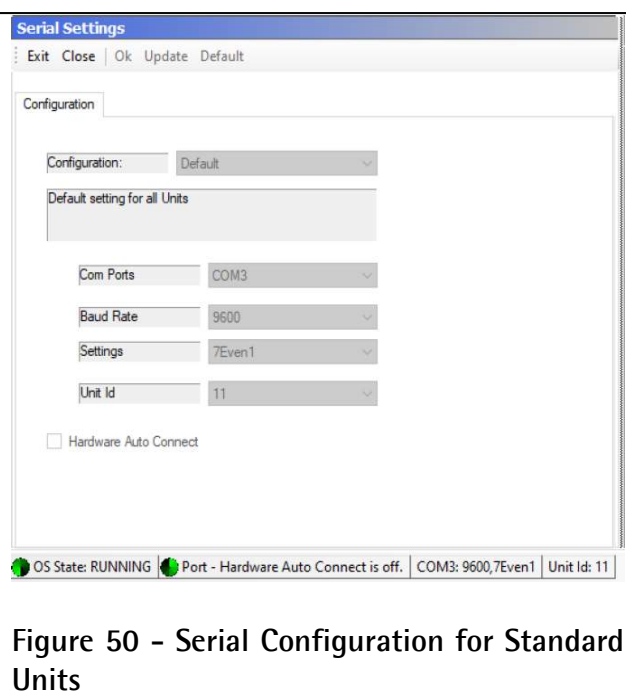 Serial Settings
Exit Close Ok Update Default
Configuration
Configuration: Default
Default setting for all Units
Com Ports COM3
Baud Rate 9600
Settings 7Even1
Unit Id 11
Hardware Auto Connect
OS State: RUNNING Port - Hardware Auto Connect is off. COM3: 9600,7Even1 Unit Id: 11
Figure 50 - Serial Configuration for Standard
Units